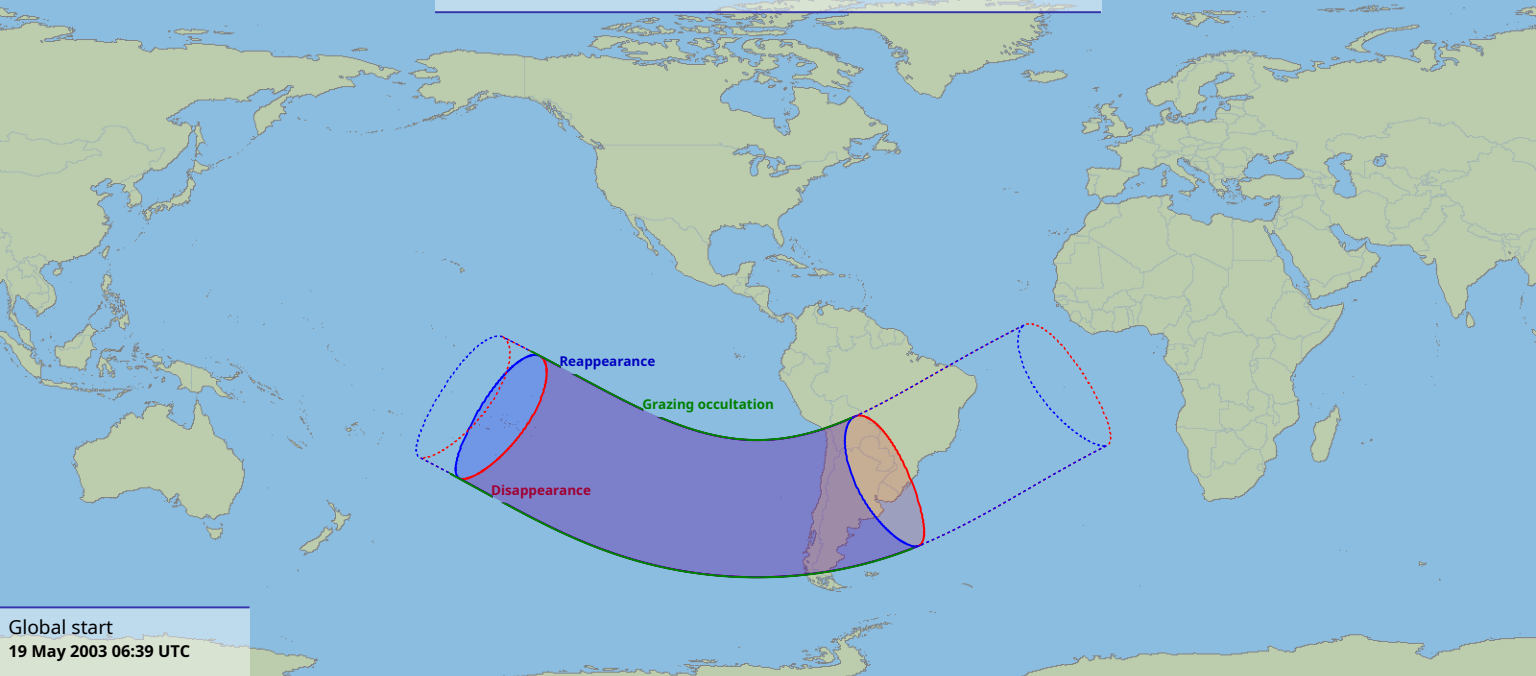 Reappearance
Grazing occultation
Disappearance
Global start
19 May 2003 06:39 UTC